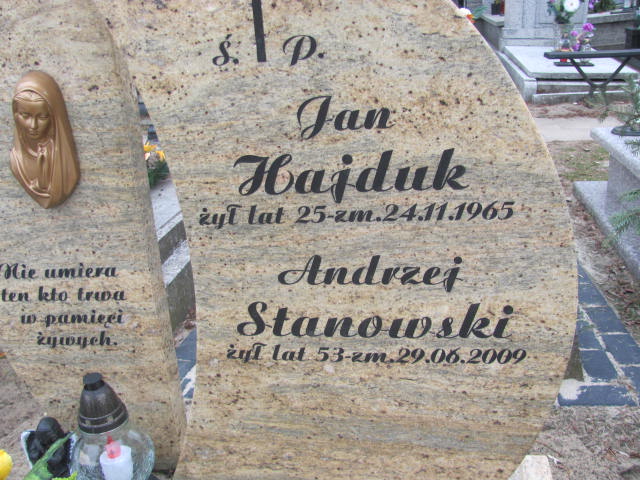 ś. P.
Jan
Hajduk
żył lat 25-zm.24.11.1965
Andrzej
Stanowski
żył lat 53-zm.29.06.2009
Nie umiera
ten kto trwa
w pamięci
żywych.